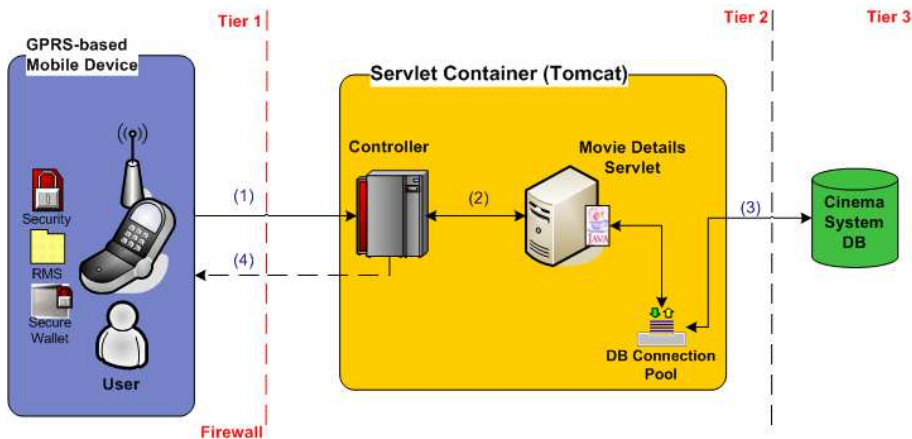 Tier 1
Tier 2
Tier 3
GPRS-based
Mobile Device
Servlet Container (Tomcat)
Controller
Movie Details
Servlet
Security
RMS
Secure
Wallet
User
(1)
(2)
(3)
(4)
JAVA
Cinema
System
DB
DB Connection
Pool
Firewall